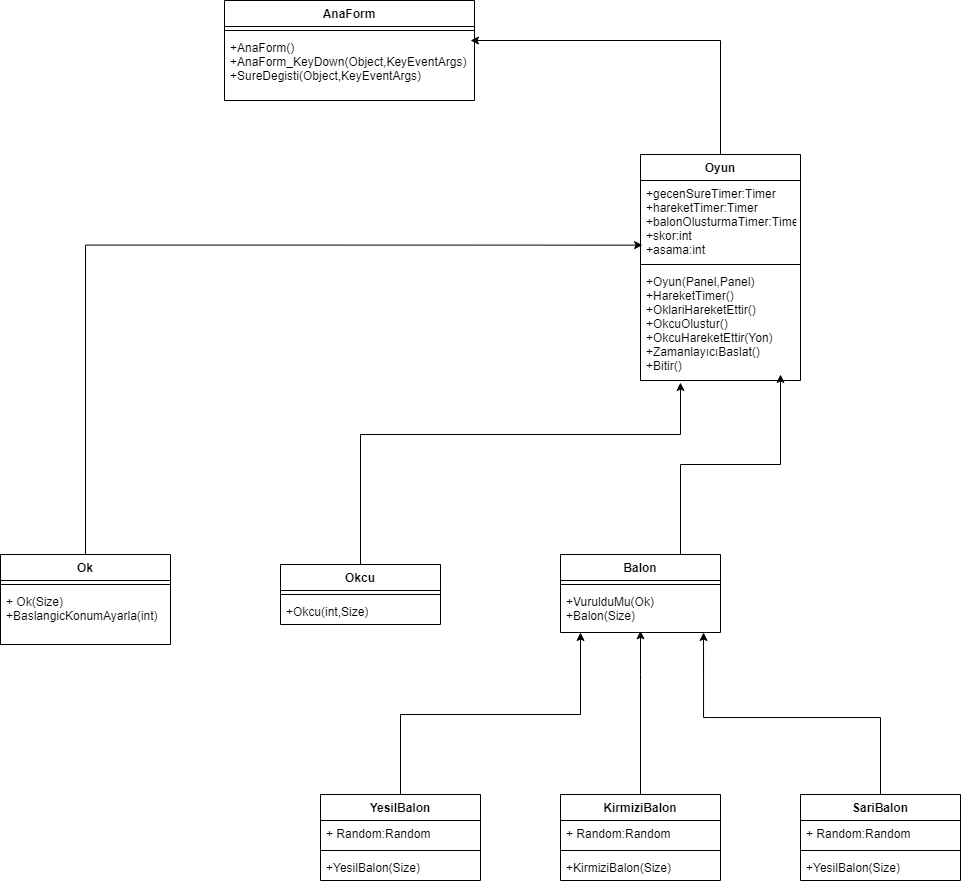 AnaForm
+AnaForm()
+AnaForm_KeyDown(Object,KeyEventArgs)
+SureDegisti(Object,KeyEventArgs)
Oyun
+gecenSureTimer:Timer
+hareketTimer:Timer
+balonOlusturmaTimer:Time
+skor:int
+asama:int
+Oyun(Panel,Panel)
+HareketTimer()
+OklariHareketEttir()
+OkcuOlustur()
+OkcuHareketEttir(Yon)
+ZamanlayıcıBaslat()
+Bitir()
Ok
+ Ok(Size)
+BaslangicKonumAyarla(int)
Okcu
+Okcu(int,Size)
Balon
+VurulduMu(Ok)
+Balon(Size)
YesilBalon
+ Random:Random
+YesilBalon(Size)
KirmiziBalon
+ Random:Random
+KirmiziBalon(Size)
SariBalon
+ Random:Random
+YesilBalon(Size)